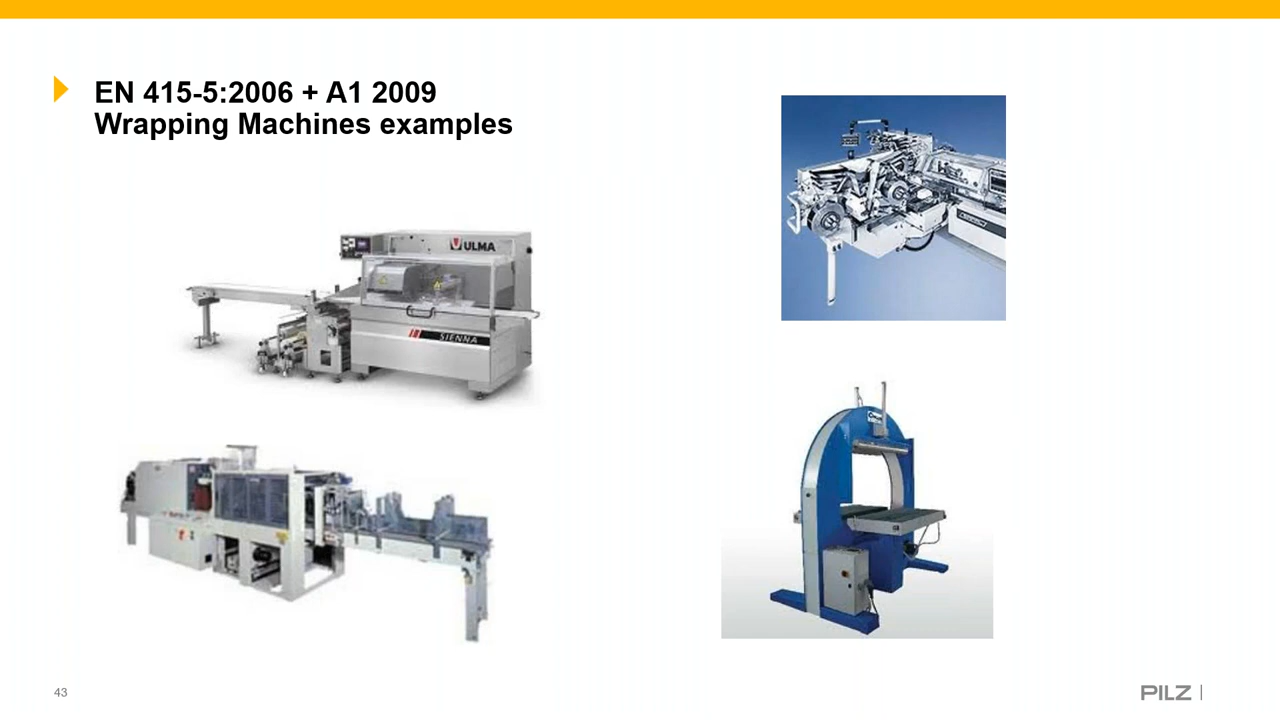 EN 415-5:2006 + A1 2009
Wrapping Machines examples
ULMA
SIENNA
43
PILZ